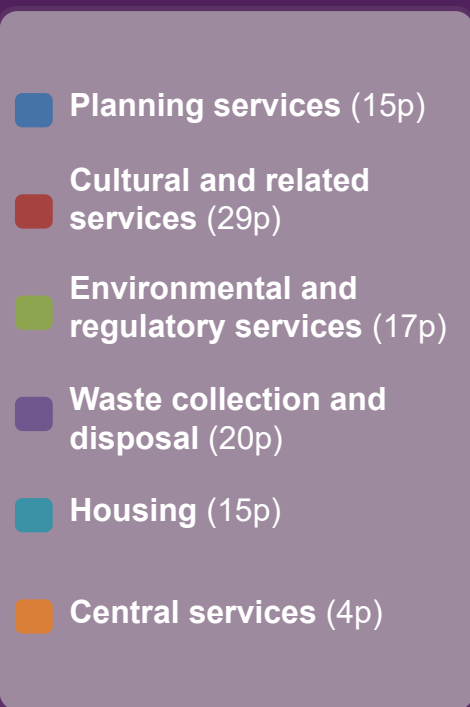 Planning services (15p)
Cultural and related
services (29p)
Environmental and
regulatory services (17p)
Waste collection and
disposal (20p)
Housing (15p)
Central services (4p)